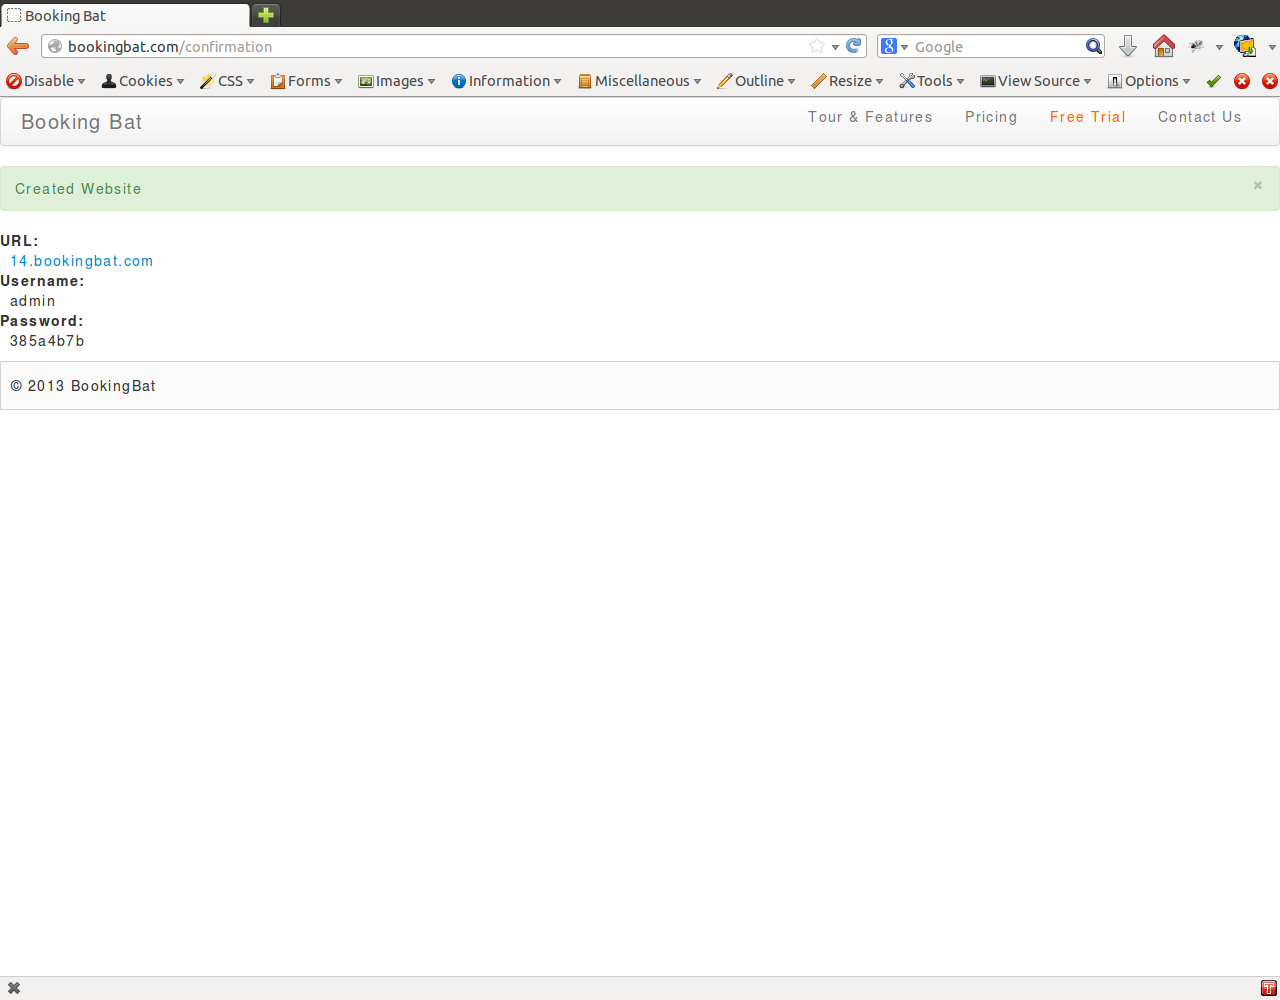 Booking Bat
bookingbat.com/confirmation
Google
Disable Cookies CSS Forms Images Information Miscellaneous Outline Resize Tools View Source Options
Booking Bat Tour & Features Pricing Free Trial Contact Us
Created Website ×
URL:
14.bookingbat.com
Username:
admin
Password:
385a4b7b
© 2013 BookingBat